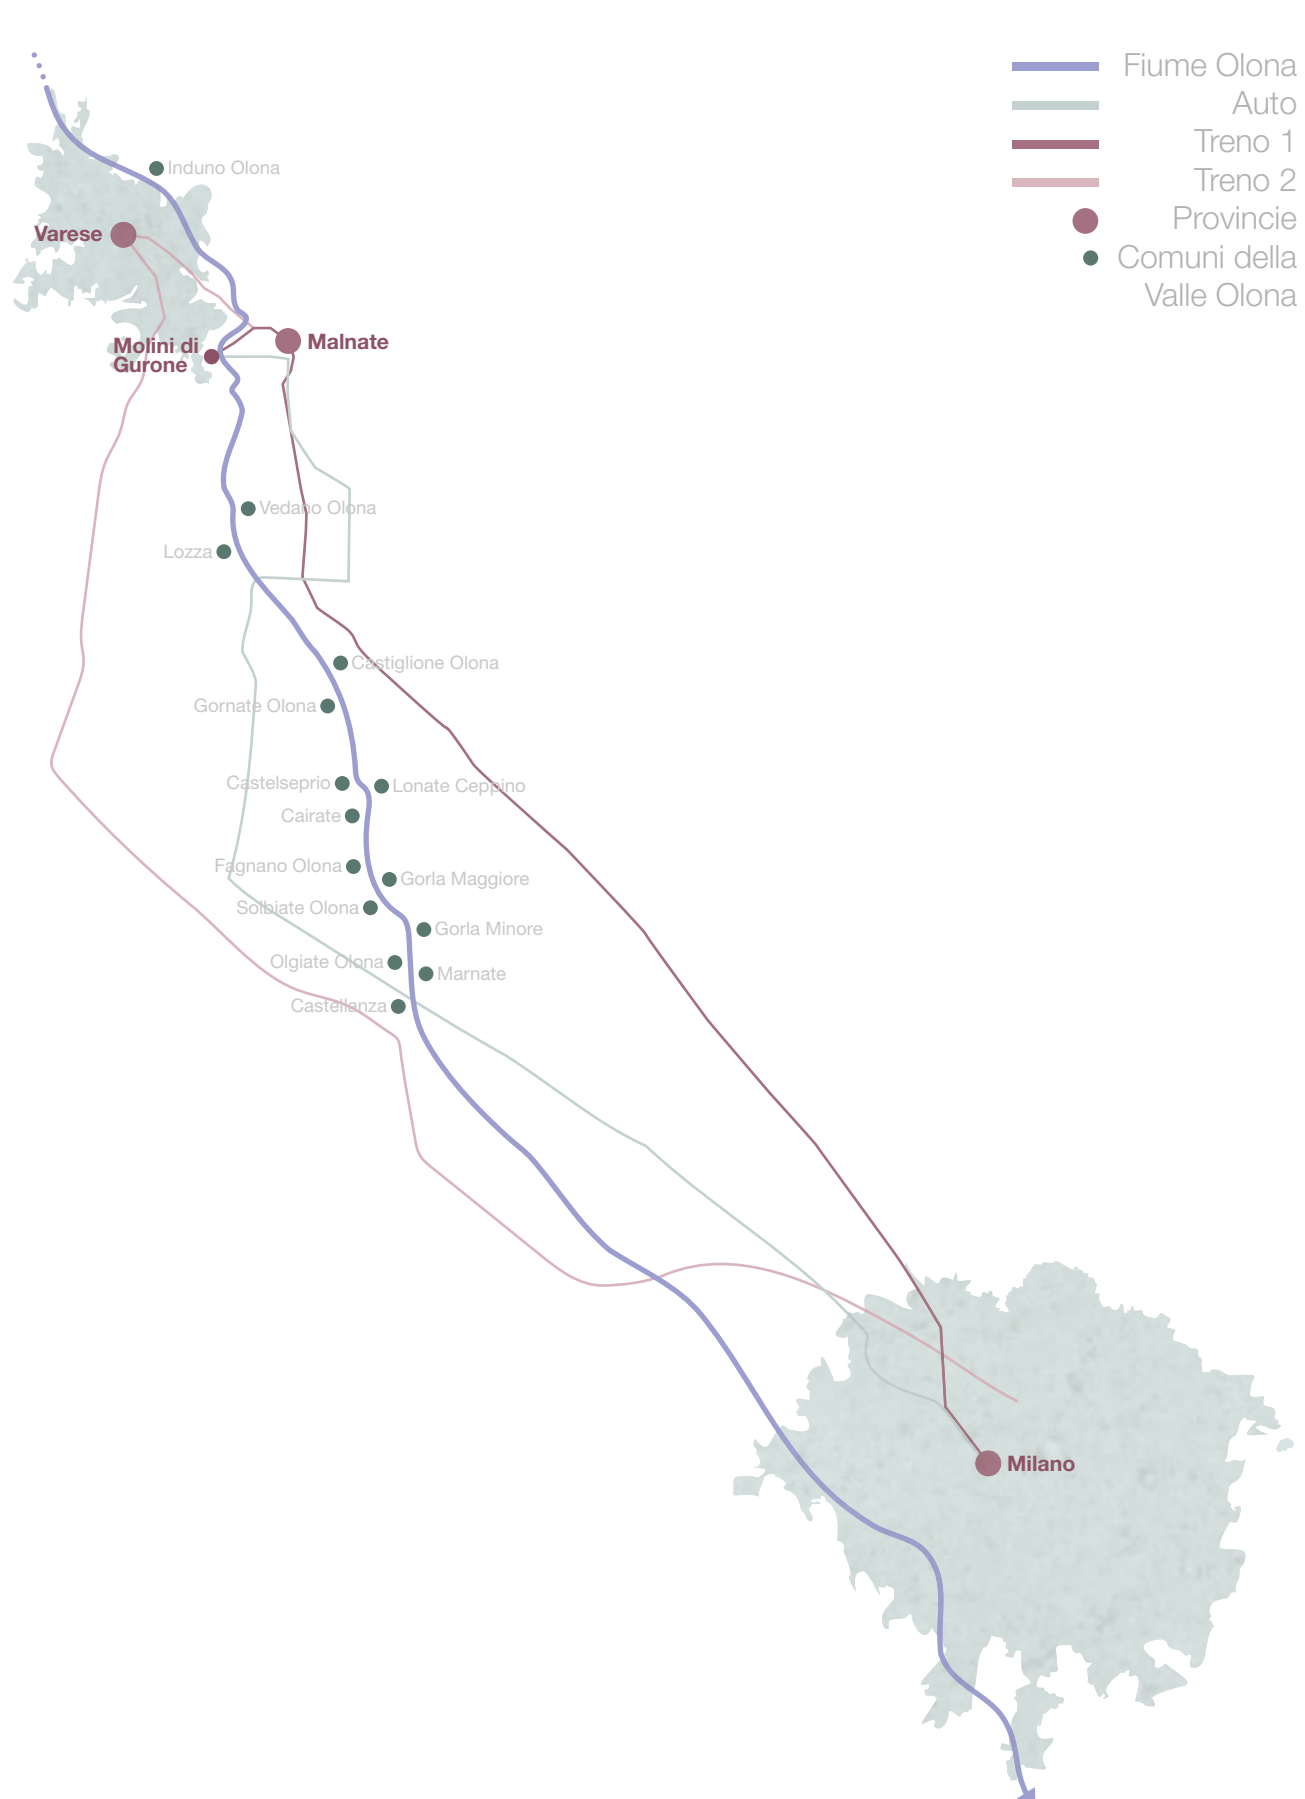 Fiume Olona
Auto
Treno 1
Treno 2
Provincie
Comuni della
Valle Olona
Induno Olona
Varese
Malnate
Molini di
Gurone
Vedano Olona
Lozza
Castiglione Olona
Gornate Olona
Castelseprio
Lonate Ceppino
Cairate
Fagnano Olona
Gorla Maggiore
Solbiate Olona
Gorla Minore
Olgiate Olona
Marnate
Castellanza
Milano